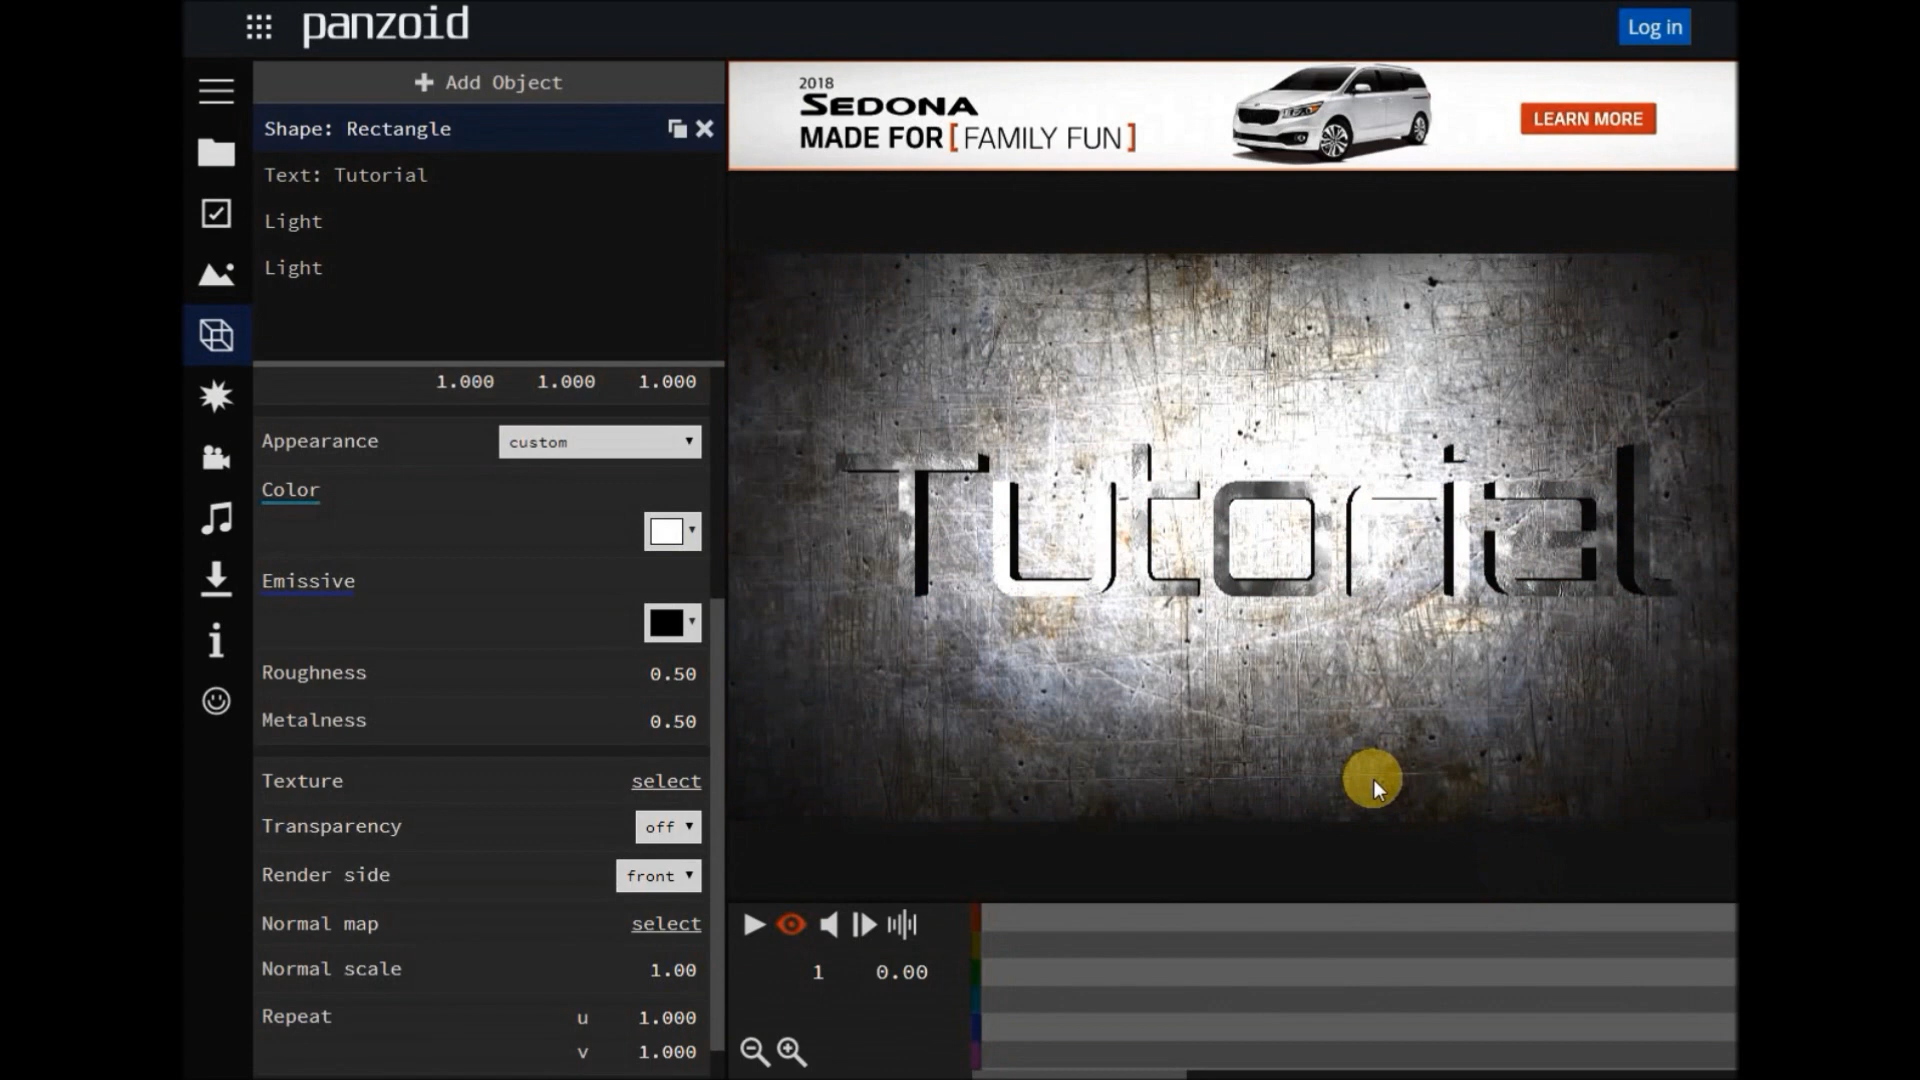 panzoid
Log in
+ Add Object
Shape: Rectangle
Text: Tutorial
Light
Light
1.000 1.000 1.000
Appearance custom
Color
Emissive
Roughness 0.50
Metalness 0.50
Texture select
Transparency off
Render side front
Normal map select
Normal scale 1.00
Repeat u 1.000
v 1.000
2018
SEDONA
MADE FOR [FAMILY FUN]
LEARN MORE
Tutorial
1 0.00